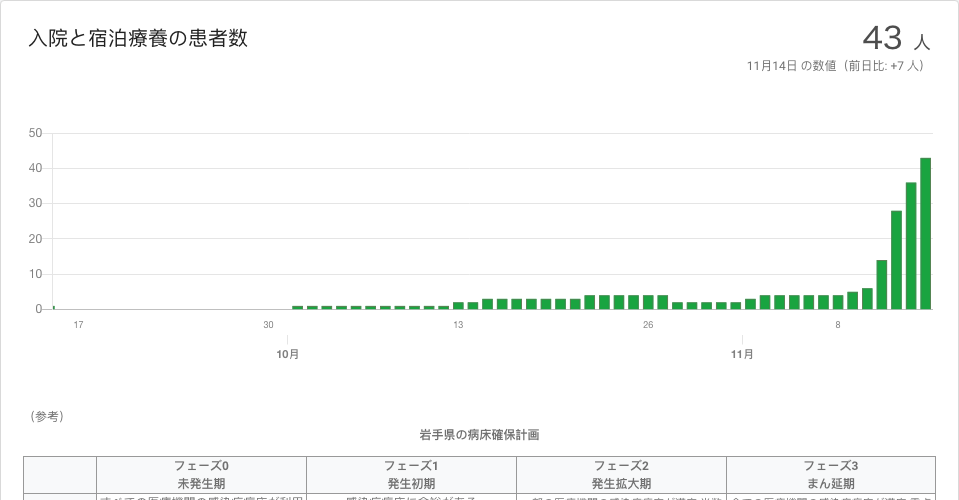 入院と宿泊療養の患者数
43 人
11月14日 の数値（前日比: +7 人）
50
40
30
20
10
0
17 30 13 26 8
10月 11月
（参考）
岩手県の病床確保計画
フェーズ0 フェーズ1 フェーズ2 フェーズ3
未発生期 発生初期 発生拡大期 まん延期